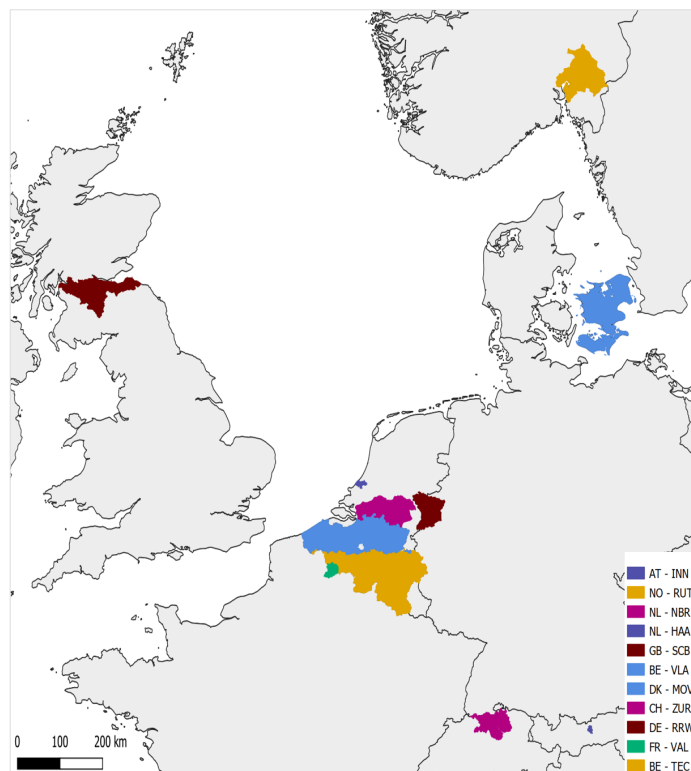 AT - INN
NO - RUT
NL - NBR
NL - HAA
GB - SCB
BE - VLA
DK - MOV
CH - ZUR
DE - RRW
FR - VAL
BE - TEC
0 100 200 km